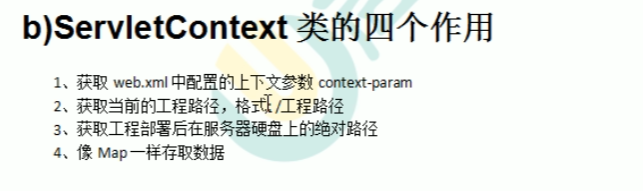 b)ServletContext 类的四个作用
1、获取 web.xml 中配置的上下文参数 context-param
2、获取当前的工程路径，格式: /工程路径
3、获取工程部署后在服务器硬盘上的绝对路径
4、像 Map 一样存取数据